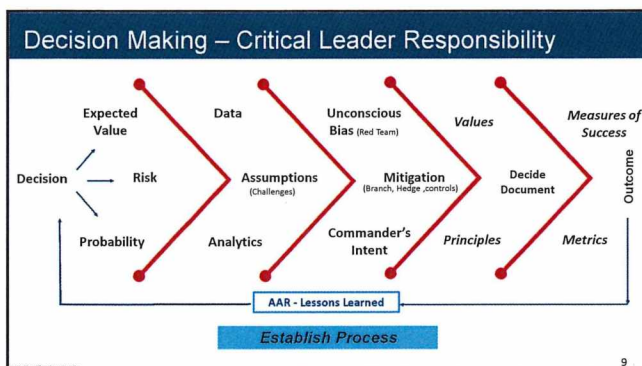 Decision Making – Critical Leader Responsibility
Expected
Value
Data
Unconscious
Bias (Red Team)
Values
Measures of
Success
Decision
Risk
Assumptions
(Challenges)
Mitigation
(Branch, Hedge ,controls)
Decide
Document
Outcome
Probability
Analytics
Commander's
Intent
Principles
Metrics
AAR - Lessons Learned
Establish Process
9